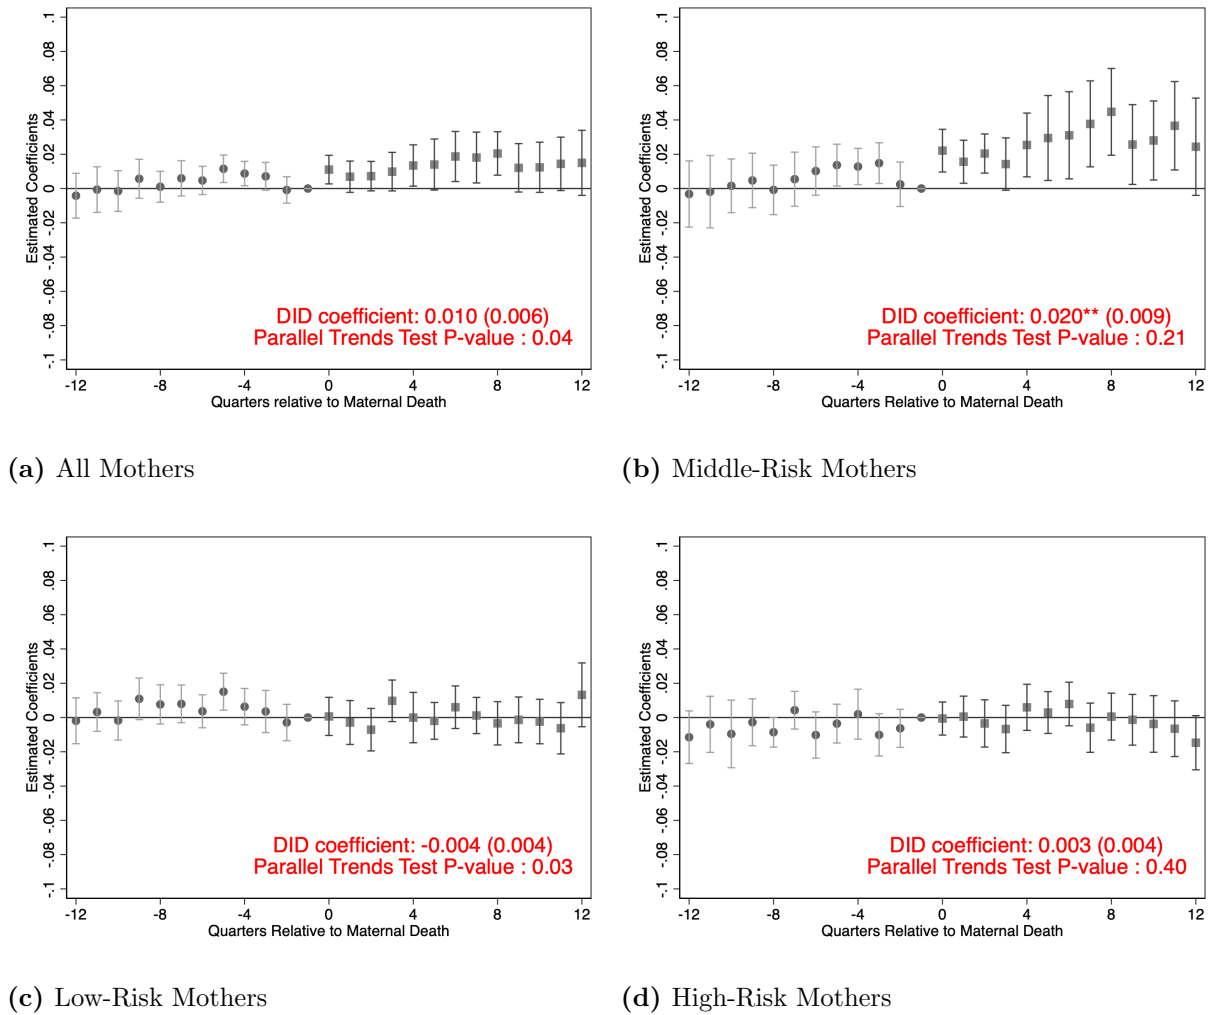 .1
.08
.06
.04
.02
0
-.02
-.04
-.06
-.08
-.1
Estimated Coefficients
DID coefficient: 0.010 (0.006)
Parallel Trends Test P-value : 0.04
-12 -8 -4 0 4 8 12
Quarters relative to Maternal Death
(a) All Mothers
.1
.08
.06
.04
.02
0
-.02
-.04
-.06
-.08
-.1
Estimated Coefficients
DID coefficient: 0.020** (0.009)
Parallel Trends Test P-value : 0.21
-12 -8 -4 0 4 8 12
Quarters Relative to Maternal Death
(b) Middle-Risk Mothers
.1
.08
.06
.04
.02
0
-.02
-.04
-.06
-.08
-.1
Estimated Coefficients
DID coefficient: -0.004 (0.004)
Parallel Trends Test P-value : 0.03
-12 -8 -4 0 4 8 12
Quarters Relative to Maternal Death
(c) Low-Risk Mothers
.1
.08
.06
.04
.02
0
-.02
-.04
-.06
-.08
-.1
Estimated Coefficients
DID coefficient: 0.003 (0.004)
Parallel Trends Test P-value : 0.40
-12 -8 -4 0 4 8 12
Quarters Relative to Maternal Death
(d) High-Risk Mothers